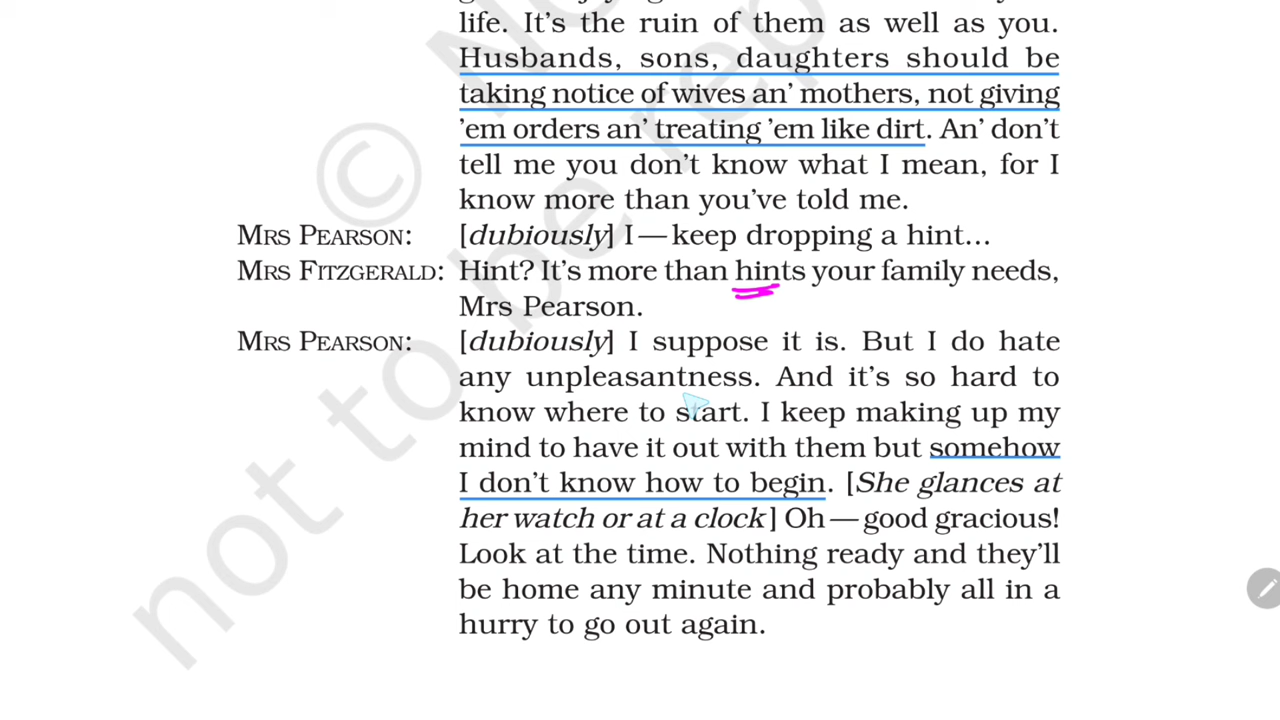 life. It's the ruin of them as well as you.
Husbands, sons, daughters should be
taking notice of wives an' mothers, not giving
'em orders an' treating 'em like dirt. An' don't
tell me you don't know what I mean, for I
know more than you've told me.
MRS PEARSON: [dubiously] I—keep dropping a hint...
MRS FITZGERALD: Hint? It's more than hints your family needs,
Mrs Pearson.
MRS PEARSON: [dubiously] I suppose it is. But I do hate
any unpleasantness. And it's so hard to
know where to start. I keep making up my
mind to have it out with them but somehow
I don't know how to begin. [She glances at
her watch or at a clock] Oh—good gracious!
Look at the time. Nothing ready and they'll
be home any minute and probably all in a
hurry to go out again.
©
not to be rep